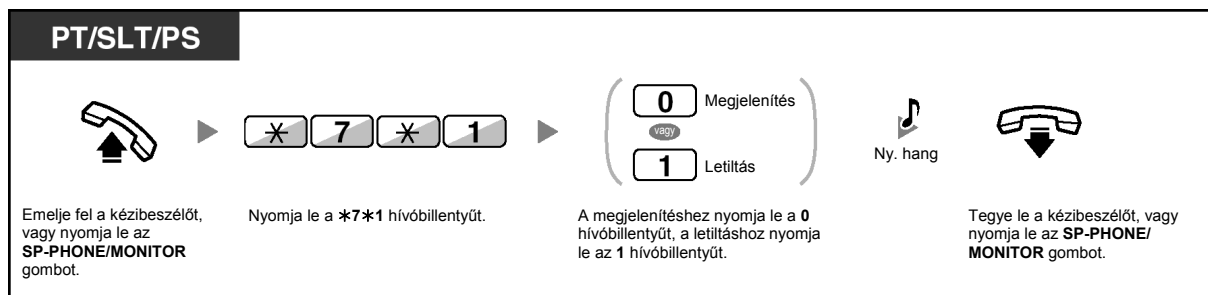 PT/SLT/PS
* 7 * 1
0 Megjelenítés
vagy
1 Letiltás
Ny. hang
Emelje fel a kézibeszélőt,
vagy nyomja le az
SP-PHONE/MONITOR
gombot.
Nyomja le a *7*1 hívóbillentyűt.
A megjelenítéshez nyomja le a 0
hívóbillentyűt, a letiltáshoz nyomja
le az 1 hívóbillentyűt.
Tegye le a kézibeszélőt, vagy
nyomja le az SP-PHONE/
MONITOR gombot.